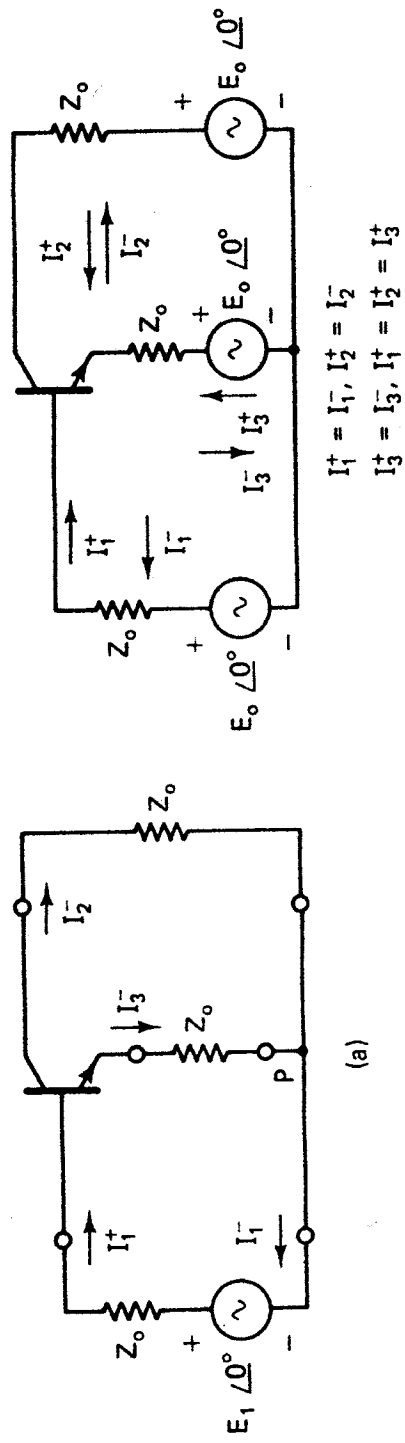 Z₀
+
E₁ ∠0°
−
I₁⁺
I₁⁻
I₃⁻
Z₀
P
I₂⁻
Z₀
(a)
Z₀
+
E₀ ∠0°
−
I₁⁺
I₁⁻
Z₀
+
E₀ ∠0°
−
I₃⁻
I₃⁺
I₂⁺
I₂⁻
Z₀
+
E₀ ∠0°
−
I₁⁺ = I₁⁻, I₂⁺ = I₂⁻
I₃⁺ = I₃⁻, I₁⁺ = I₂⁺ = I₃⁺